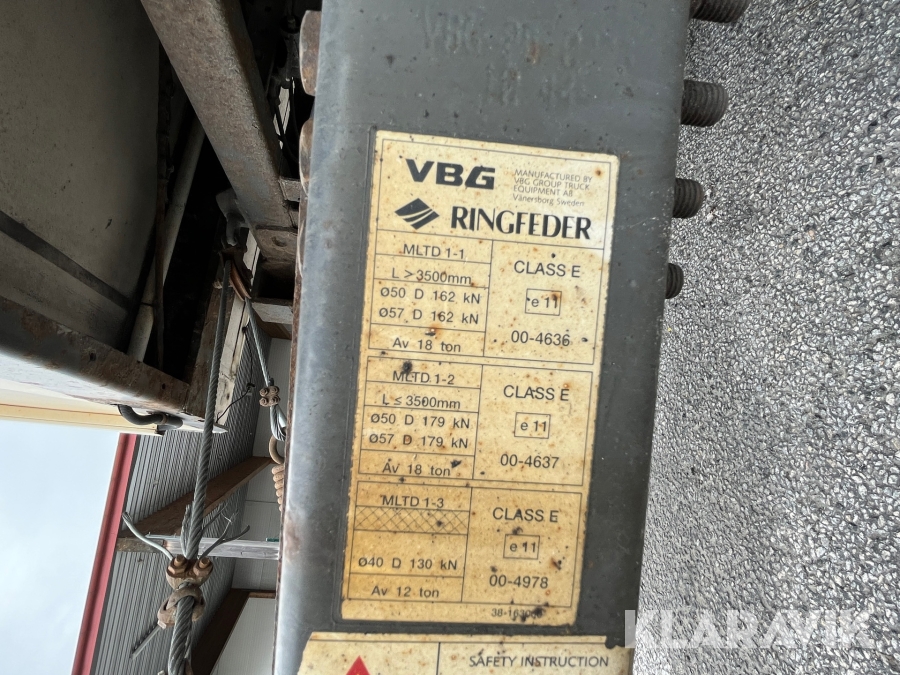 VBG
MANUFACTURED BY
VBG GROUP TRUCK
EQUIPMENT AB
Vänersborg Sweden
RINGFEDER
MLTD 1-1
L > 3500mm
Ø50 D 162 kN
Ø57 D 162 kN
Av 18 ton
CLASS E
e 11
00-4636
MLTD 1-2
L ≤ 3500mm
Ø50 D 179 kN
Ø57 D 179 kN
Av 18 ton
CLASS E
e 11
00-4637
MLTD 1-3
Ø40 D 130 kN
Av 12 ton
CLASS E
e 11
00-4978
SAFETY INSTRUCTION
KLARAVIK